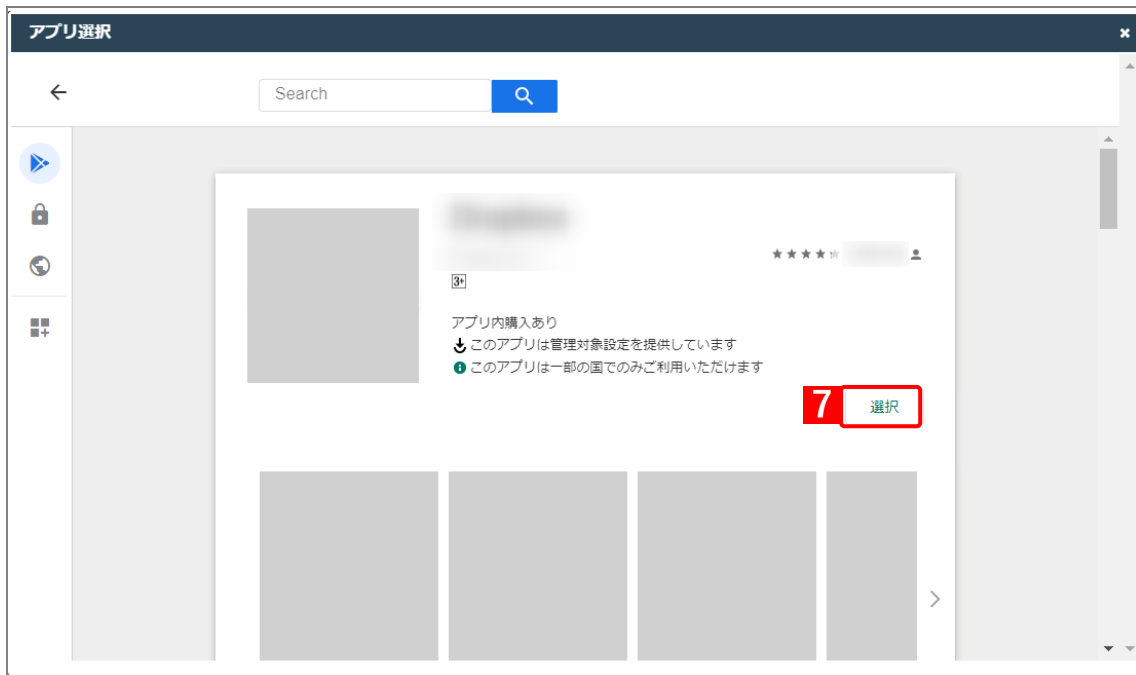 アプリ選択
Search
3+
アプリ内購入あり
このアプリは管理対象設定を提供しています
このアプリは一部の国でのみご利用いただけます
7 選択